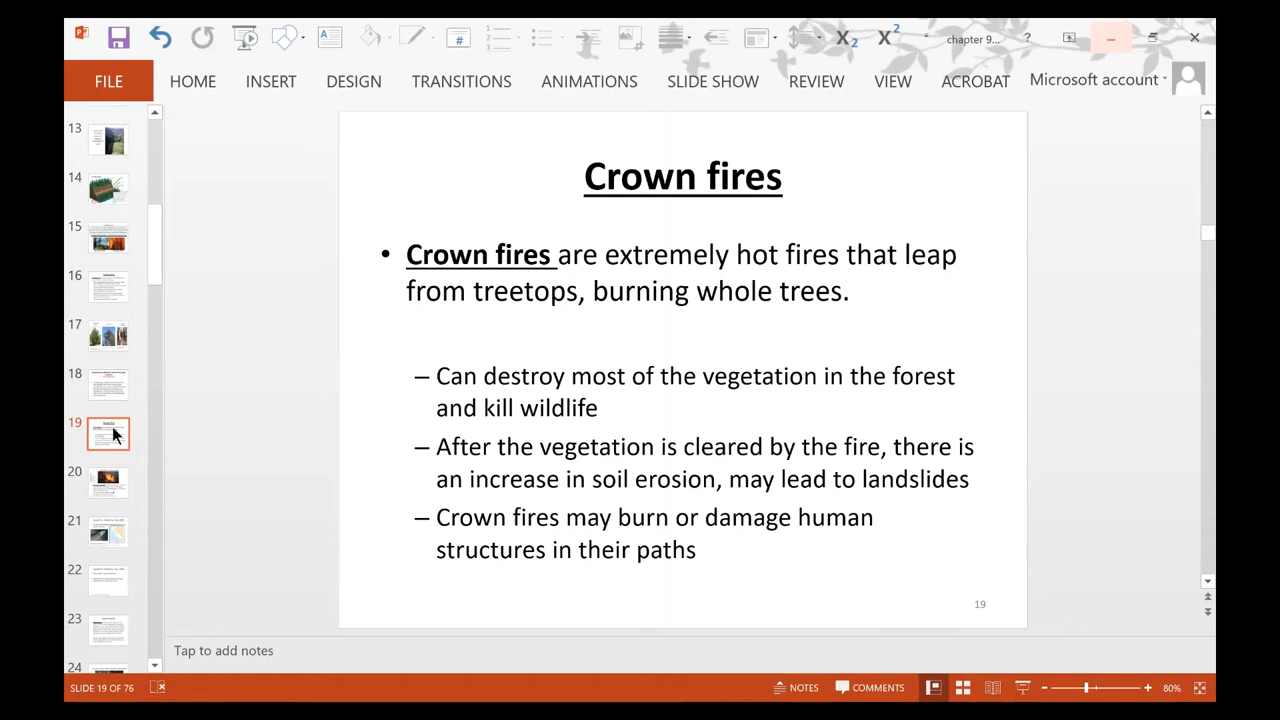 chapter 9... ?
FILE HOME INSERT DESIGN TRANSITIONS ANIMATIONS SLIDE SHOW REVIEW VIEW ACROBAT Microsoft account
13
14
15
16
17
18
19
20
21
22
23
24
Crown fires
• Crown fires are extremely hot fires that leap
from treetops, burning whole trees.
– Can destroy most of the vegetation in the forest
and kill wildlife
– After the vegetation is cleared by the fire, there is
an increase in soil erosion, may lead to landslides
– Crown fires may burn or damage human
structures in their paths
19
Tap to add notes
SLIDE 19 OF 76 NOTES COMMENTS 80%